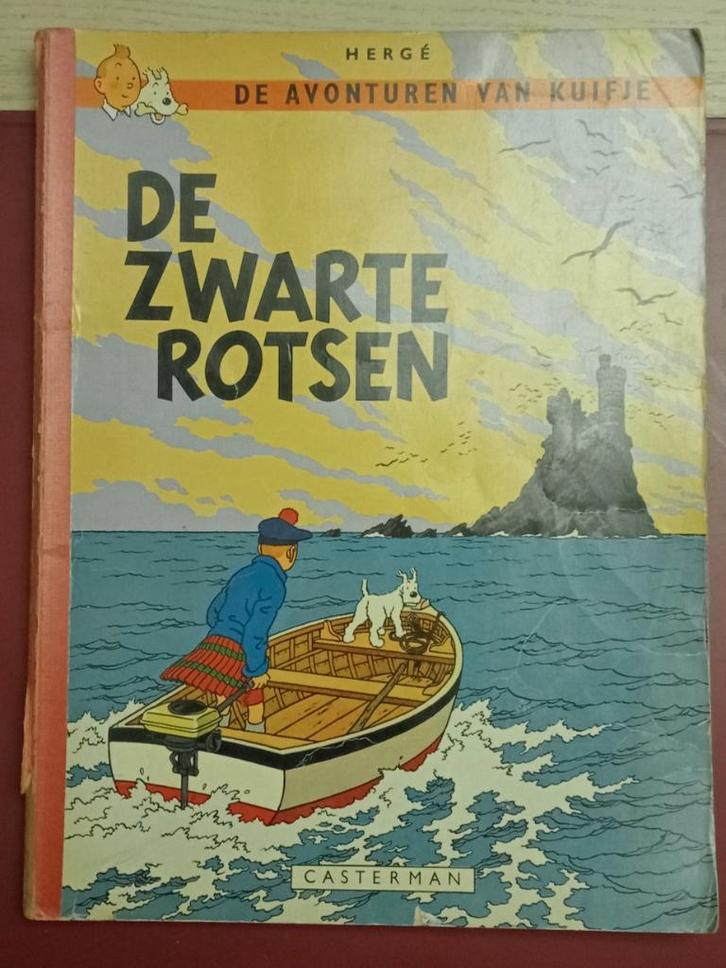 HERGÉ
DE AVONTUREN VAN KUIFJE
DE
ZWARTE
ROTSEN
CASTERMAN